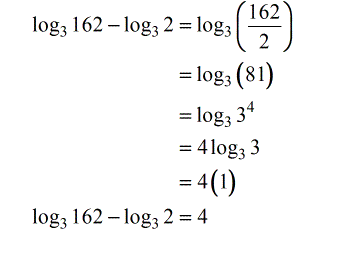 log₃ 162 − log₃ 2 = log₃ (162/2)
= log₃ (81)
= log₃ 3⁴
= 4 log₃ 3
= 4(1)
log₃ 162 − log₃ 2 = 4